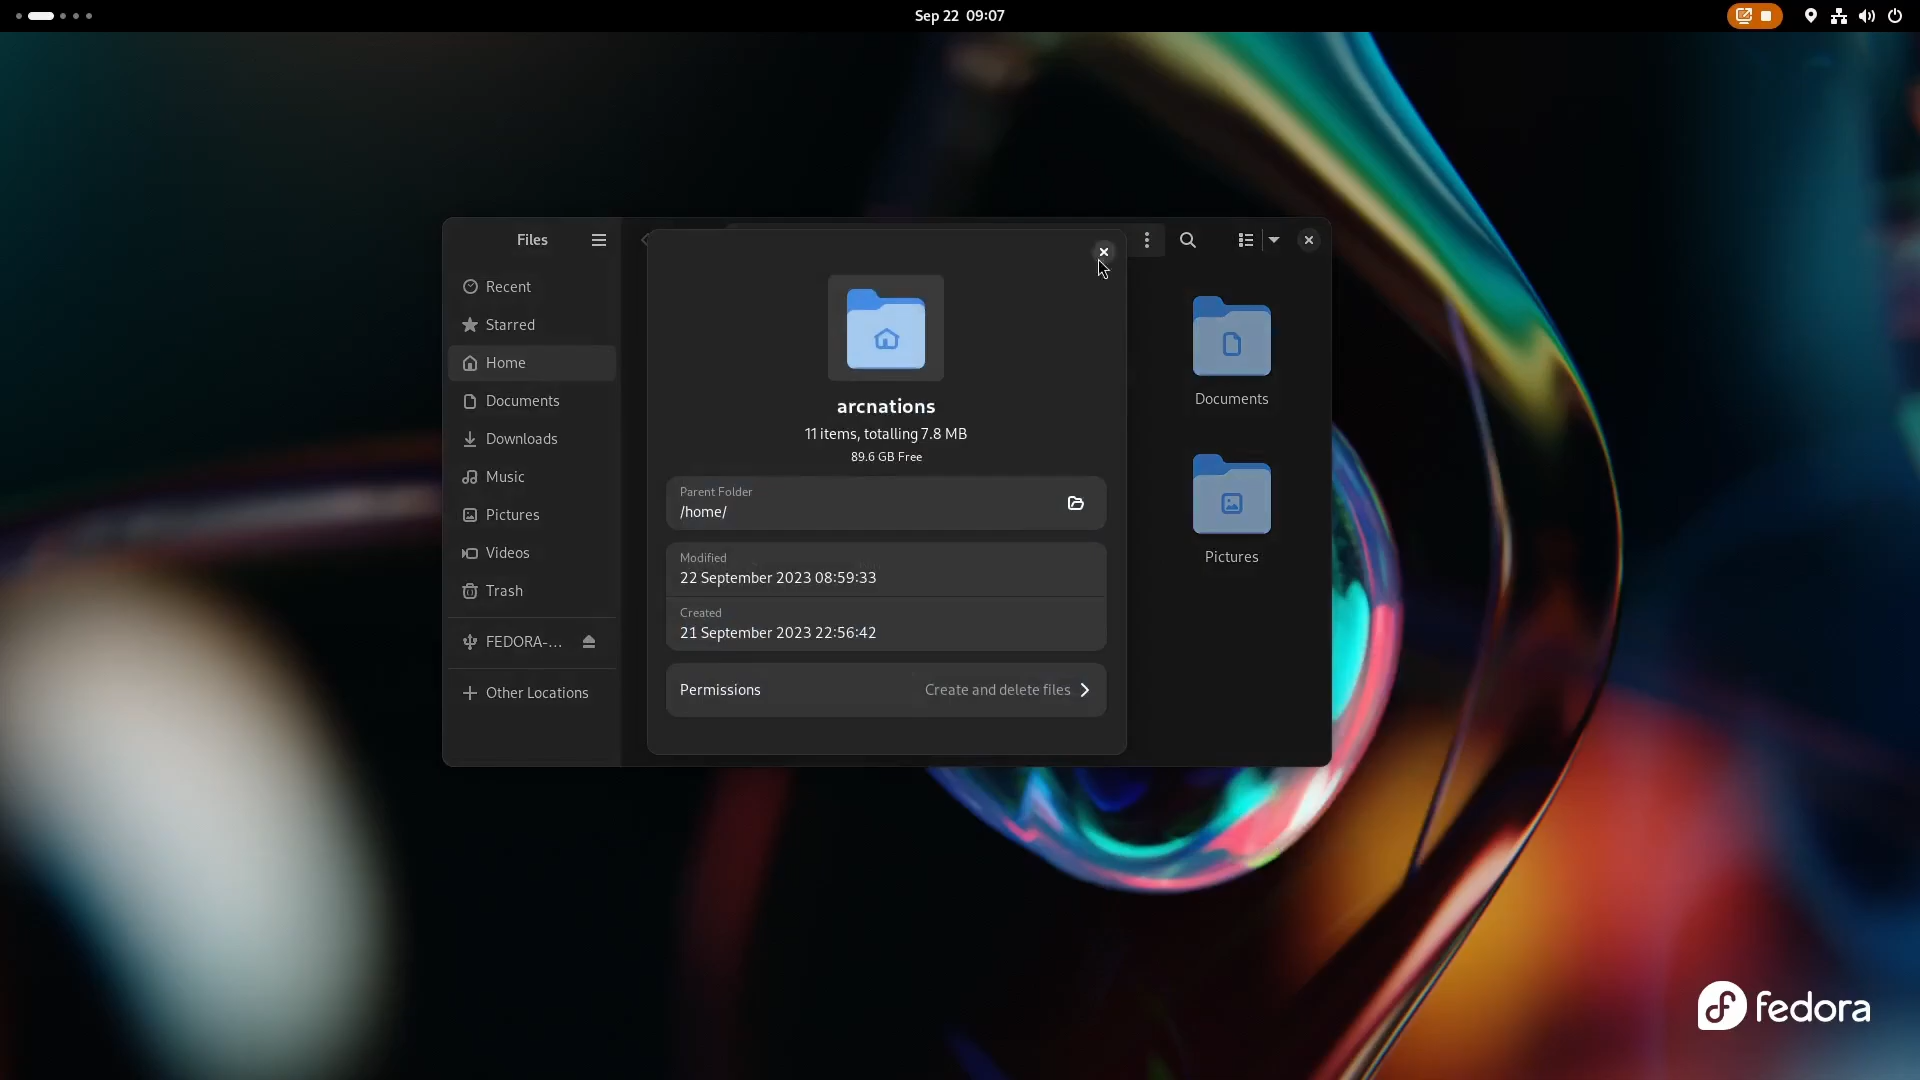 Sep 22 09:07
Files
Recent
Starred
Home
Documents
Downloads
Music
Pictures
Videos
Trash
FEDORA-...
Other Locations
arcnations
11 items, totalling 7.8 MB
89.6 GB Free
Parent Folder
/home/
Modified
22 September 2023 08:59:33
Created
21 September 2023 22:56:42
Permissions
Create and delete files
Documents
Pictures
fedora